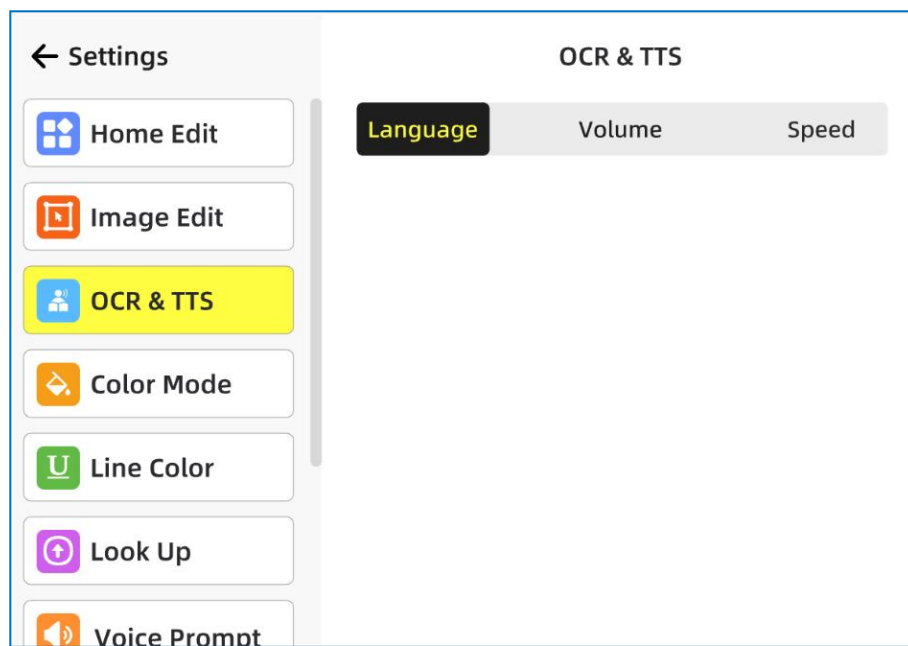 Settings
Home Edit
Image Edit
OCR & TTS
Color Mode
U Line Color
Look Up
Voice Prompt
OCR & TTS
Language Volume Speed